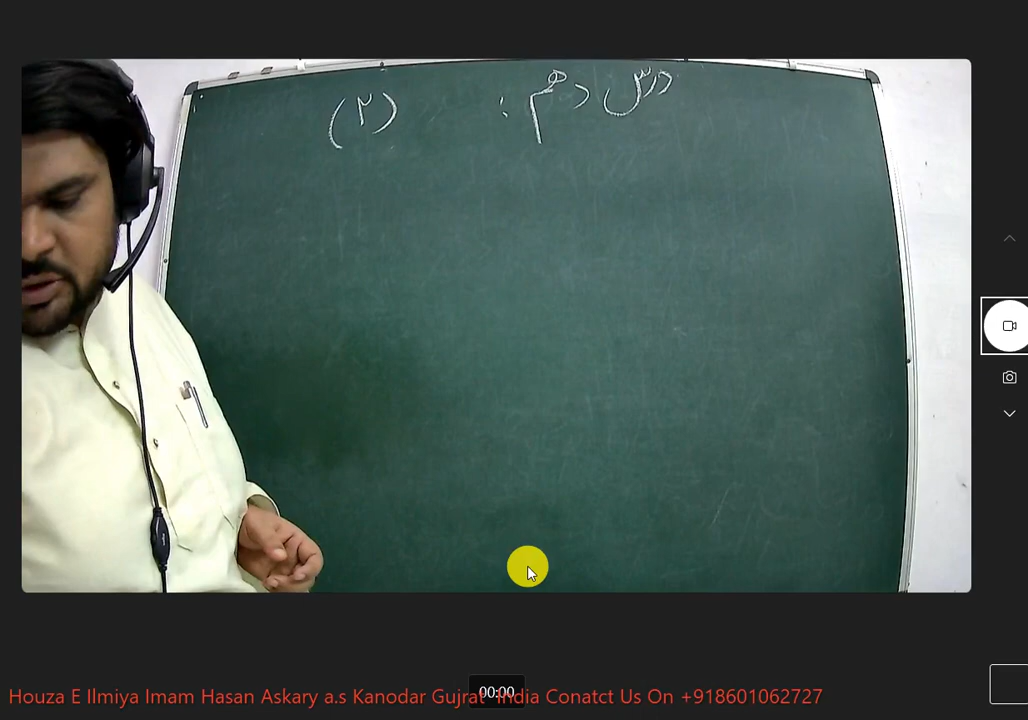 درس دهم : (۲)
00:00
Houza E Ilmiya Imam Hasan Askary a.s Kanodar Gujrat India Conatct Us On +918601062727